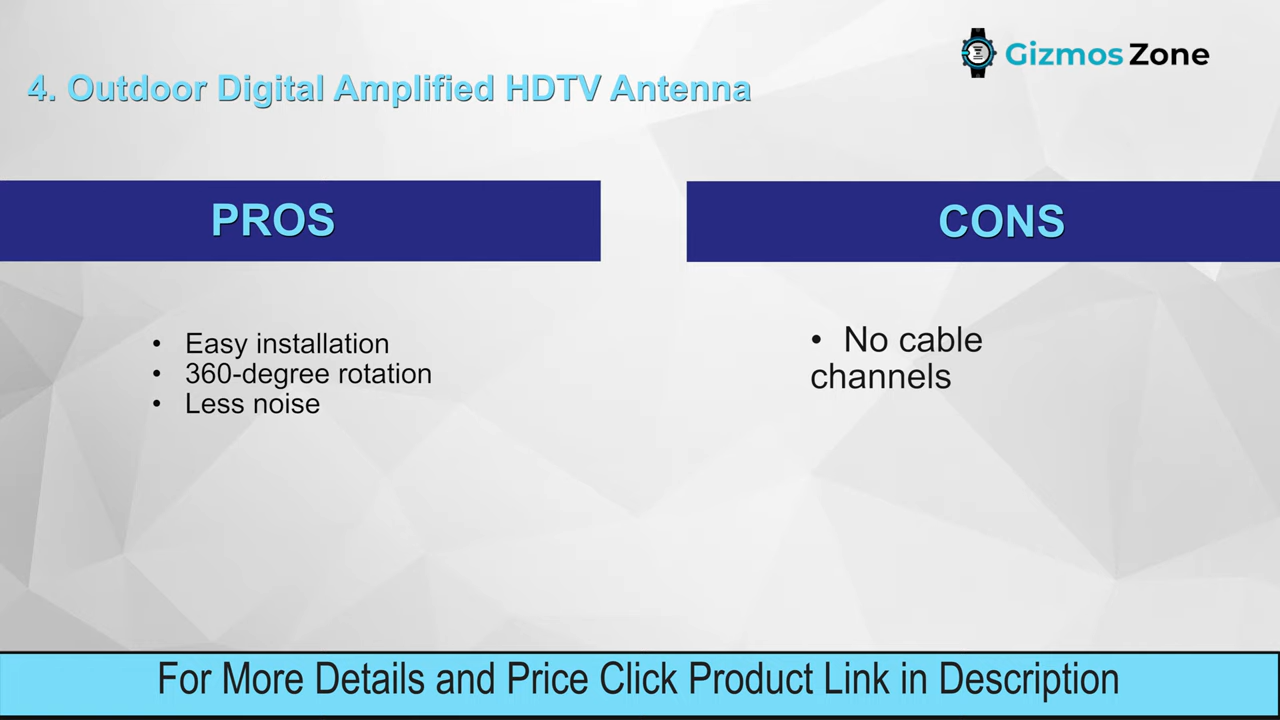 Gizmos Zone
4. Outdoor Digital Amplified HDTV Antenna
PROS
• Easy installation
• 360-degree rotation
• Less noise
CONS
• No cable
channels
For More Details and Price Click Product Link in Description